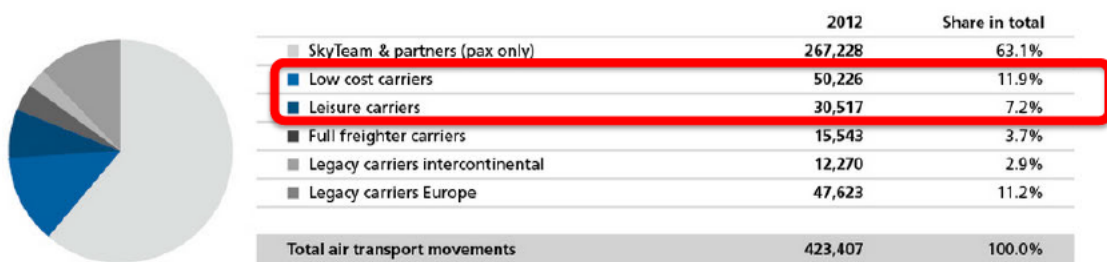 2012 Share in total
SkyTeam & partners (pax only) 267,228 63.1%
Low cost carriers 50,226 11.9%
Leisure carriers 30,517 7.2%
Full freighter carriers 15,543 3.7%
Legacy carriers intercontinental 12,270 2.9%
Legacy carriers Europe 47,623 11.2%
Total air transport movements 423,407 100.0%